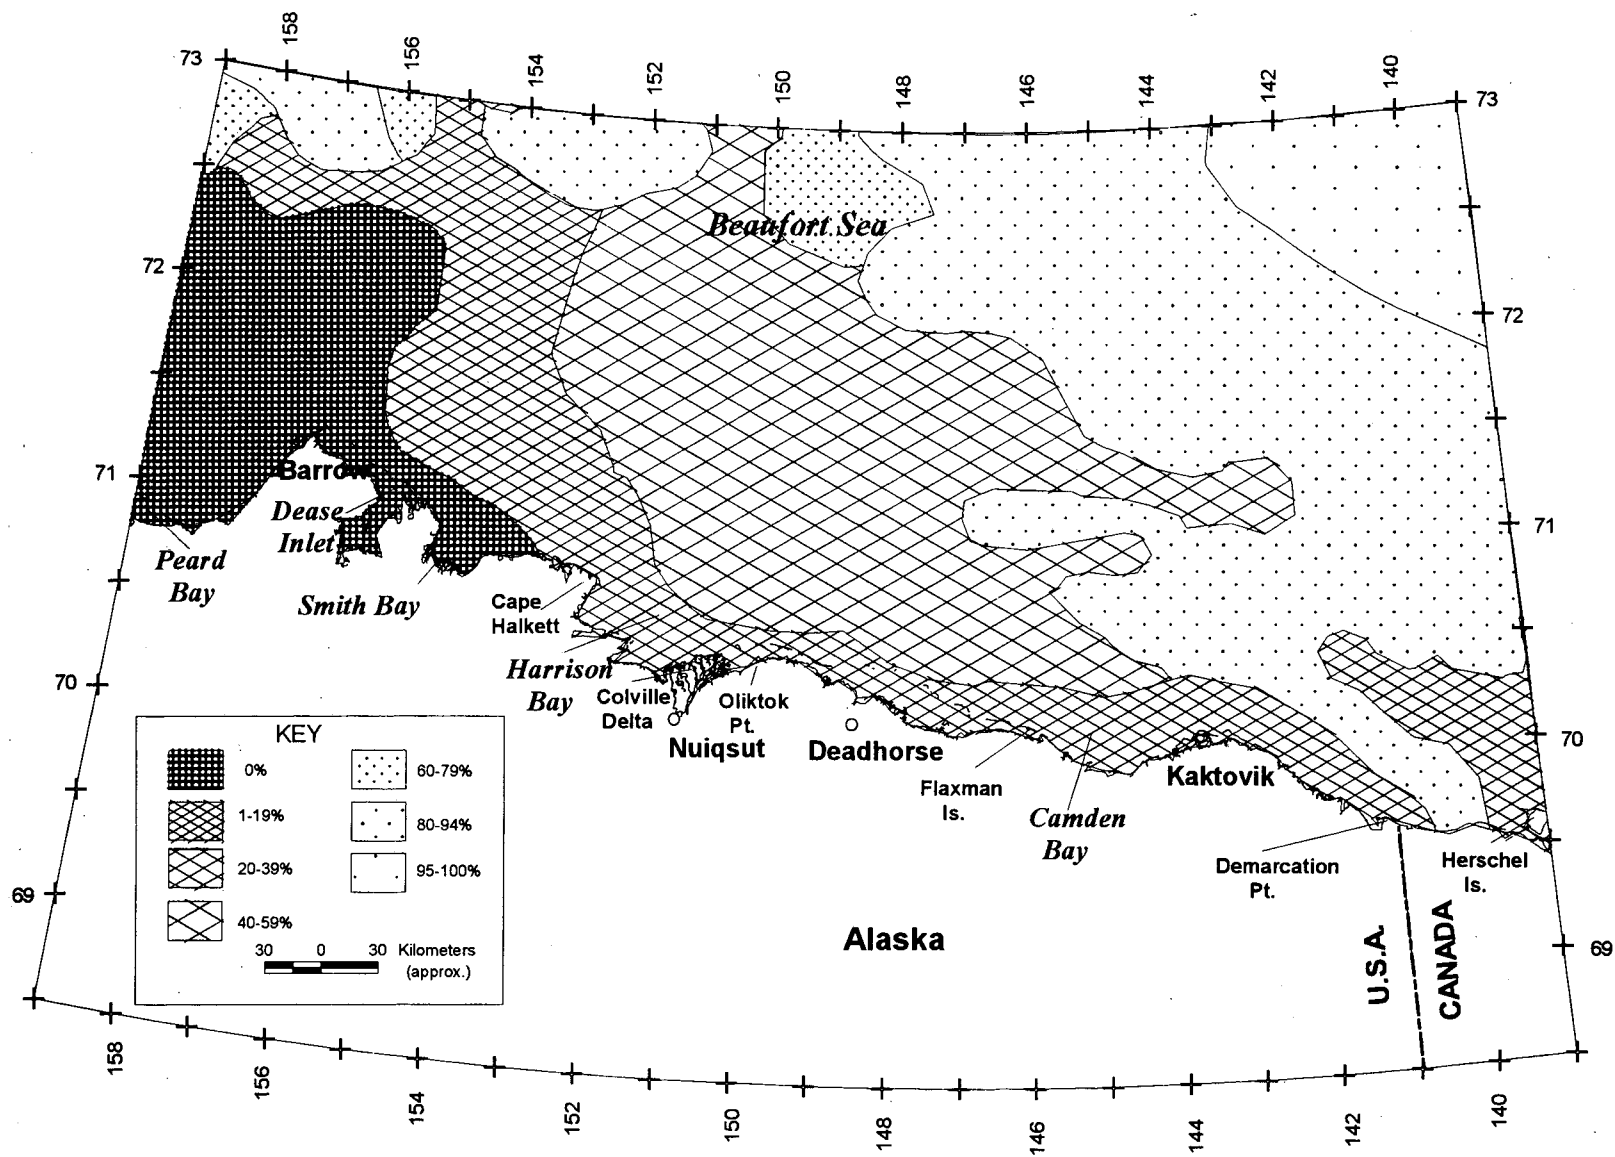 158
156
154
152
150
148
146
144
142
140
73
73
Beaufort Sea
72
72
71
71
Barrow
Dease
Inlet
Peard
Bay
Smith Bay
Cape
Halkett
Harrison
Bay
Colville
Delta
Oliktok
Pt.
Nuiqsut
Deadhorse
Flaxman
Is.
Camden
Bay
Kaktovik
Demarcation
Pt.
Herschel
Is.
70
70
KEY
0%
60-79%
1-19%
80-94%
20-39%
95-100%
40-59%
30 0 30 Kilometers
(approx.)
69
69
Alaska
U.S.A.
CANADA
158
156
154
152
150
148
146
144
142
140